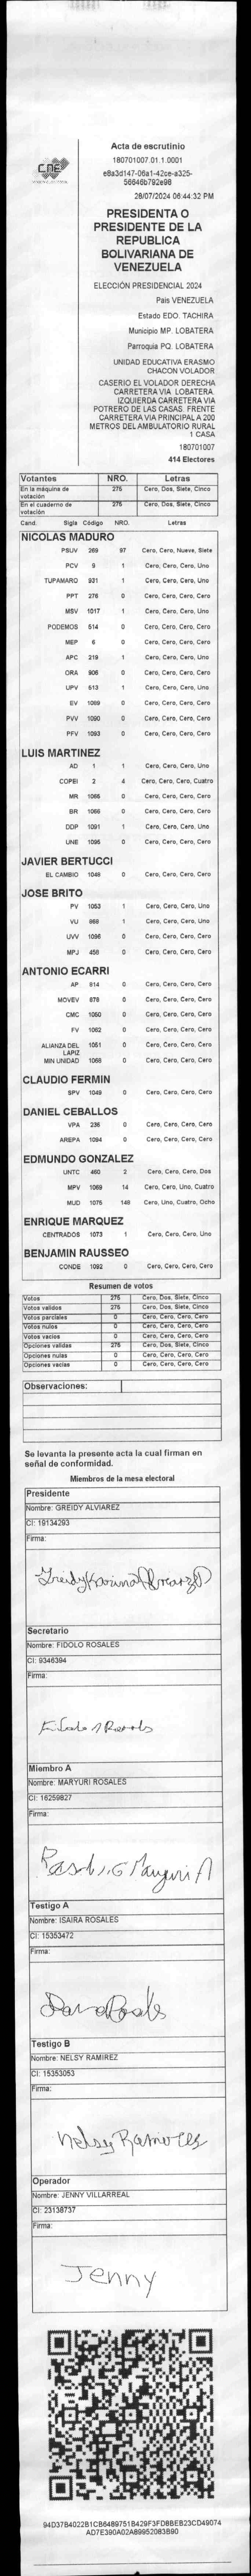 CNE
Acta de escrutinio
180701007.01.1.0001
e8a3d147-06a1-42ce-a325-
56646b792e98
28/07/2024 06:44:32 PM
PRESIDENTA O
PRESIDENTE DE LA
REPUBLICA
BOLIVARIANA DE
VENEZUELA
ELECCIÓN PRESIDENCIAL 2024
Pais VENEZUELA
Estado EDO. TACHIRA
Municipio MP. LOBATERA
Parroquia PQ. LOBATERA
UNIDAD EDUCATIVA ERASMO
CHACON VOLADOR
CASERIO EL VOLADOR DERECHA
CARRETERA VIA LOBATERA.
IZQUIERDA CARRETERA VIA
POTRERO DE LAS CASAS. FRENTE
CARRETERA VIA PRINCIPAL A 200
METROS DEL AMBULATORIO RURAL
1 CASA
180701007
414 Electores
Votantes NRO. Letras
En la máquina de votación 275 Cero, Dos, Siete, Cinco
En el cuaderno de votación 275 Cero, Dos, Siete, Cinco
Cand. Sigla Código NRO. Letras
NICOLAS MADURO
PSUV 269 97 Cero, Cero, Nueve, Siete
PCV 9 1 Cero, Cero, Cero, Uno
TUPAMARO 931 1 Cero, Cero, Cero, Uno
PPT 276 0 Cero, Cero, Cero, Cero
MSV 1017 1 Cero, Cero, Cero, Uno
PODEMOS 514 0 Cero, Cero, Cero, Cero
MEP 6 0 Cero, Cero, Cero, Cero
APC 219 1 Cero, Cero, Cero, Uno
ORA 906 0 Cero, Cero, Cero, Cero
UPV 513 1 Cero, Cero, Cero, Uno
EV 1089 0 Cero, Cero, Cero, Cero
PVV 1090 0 Cero, Cero, Cero, Cero
PFV 1093 0 Cero, Cero, Cero, Cero
LUIS MARTINEZ
AD 1 1 Cero, Cero, Cero, Uno
COPEI 2 4 Cero, Cero, Cero, Cuatro
MR 1065 0 Cero, Cero, Cero, Cero
BR 1066 0 Cero, Cero, Cero, Cero
DDP 1091 1 Cero, Cero, Cero, Uno
UNE 1095 0 Cero, Cero, Cero, Cero
JAVIER BERTUCCI
EL CAMBIO 1048 0 Cero, Cero, Cero, Cero
JOSE BRITO
PV 1053 1 Cero, Cero, Cero, Uno
VU 869 1 Cero, Cero, Cero, Uno
UVV 1096 0 Cero, Cero, Cero, Cero
MPJ 458 0 Cero, Cero, Cero, Cero
ANTONIO ECARRI
AP 814 0 Cero, Cero, Cero, Cero
MOVEV 878 0 Cero, Cero, Cero, Cero
CMC 1050 0 Cero, Cero, Cero, Cero
FV 1062 0 Cero, Cero, Cero, Cero
ALIANZA DEL LAPIZ 1051 0 Cero, Cero, Cero, Cero
MIN UNIDAD 1068 0 Cero, Cero, Cero, Cero
CLAUDIO FERMIN
SPV 1049 0 Cero, Cero, Cero, Cero
DANIEL CEBALLOS
VPA 236 0 Cero, Cero, Cero, Cero
AREPA 1094 0 Cero, Cero, Cero, Cero
EDMUNDO GONZALEZ
UNTC 460 2 Cero, Cero, Cero, Dos
MPV 1069 14 Cero, Cero, Uno, Cuatro
MUD 1075 148 Cero, Uno, Cuatro, Ocho
ENRIQUE MARQUEZ
CENTRADOS 1073 1 Cero, Cero, Cero, Uno
BENJAMIN RAUSSEO
CONDE 1092 0 Cero, Cero, Cero, Cero
Resumen de votos
Votos 275 Cero, Dos, Siete, Cinco
Votos validos 275 Cero, Dos, Siete, Cinco
Votos parciales 0 Cero, Cero, Cero, Cero
Votos nulos 0 Cero, Cero, Cero, Cero
Votos vacios 0 Cero, Cero, Cero, Cero
Opciones validas 275 Cero, Dos, Siete, Cinco
Opciones nulas 0 Cero, Cero, Cero, Cero
Opciones vacias 0 Cero, Cero, Cero, Cero
Observaciones:
Se levanta la presente acta la cual firman en
señal de conformidad.
Miembros de la mesa electoral
Presidente
Nombre: GREIDY ALVIAREZ
CI: 19134293
Firma:
Secretario
Nombre: FIDOLO ROSALES
CI: 9346394
Firma:
Miembro A
Nombre: MARYURI ROSALES
CI: 16259827
Firma:
Testigo A
Nombre: ISAIRA ROSALES
CI: 15353472
Firma:
Testigo B
Nombre: NELSY RAMIREZ
CI: 15353053
Firma:
Nelsy Ramirez
Operador
Nombre: JENNY VILLARREAL
CI: 23138737
Firma:
Jenny
94D37B4022B1CB6489751B429F3FD8BEB23CD49074
AD7E390A02A89952083B90